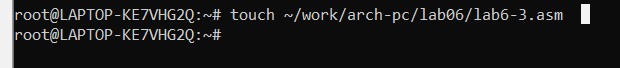 root@LAPTOP-KE7VHG2Q:~# touch ~/work/arch-pc/lab06/lab6-3.asm
root@LAPTOP-KE7VHG2Q:~#